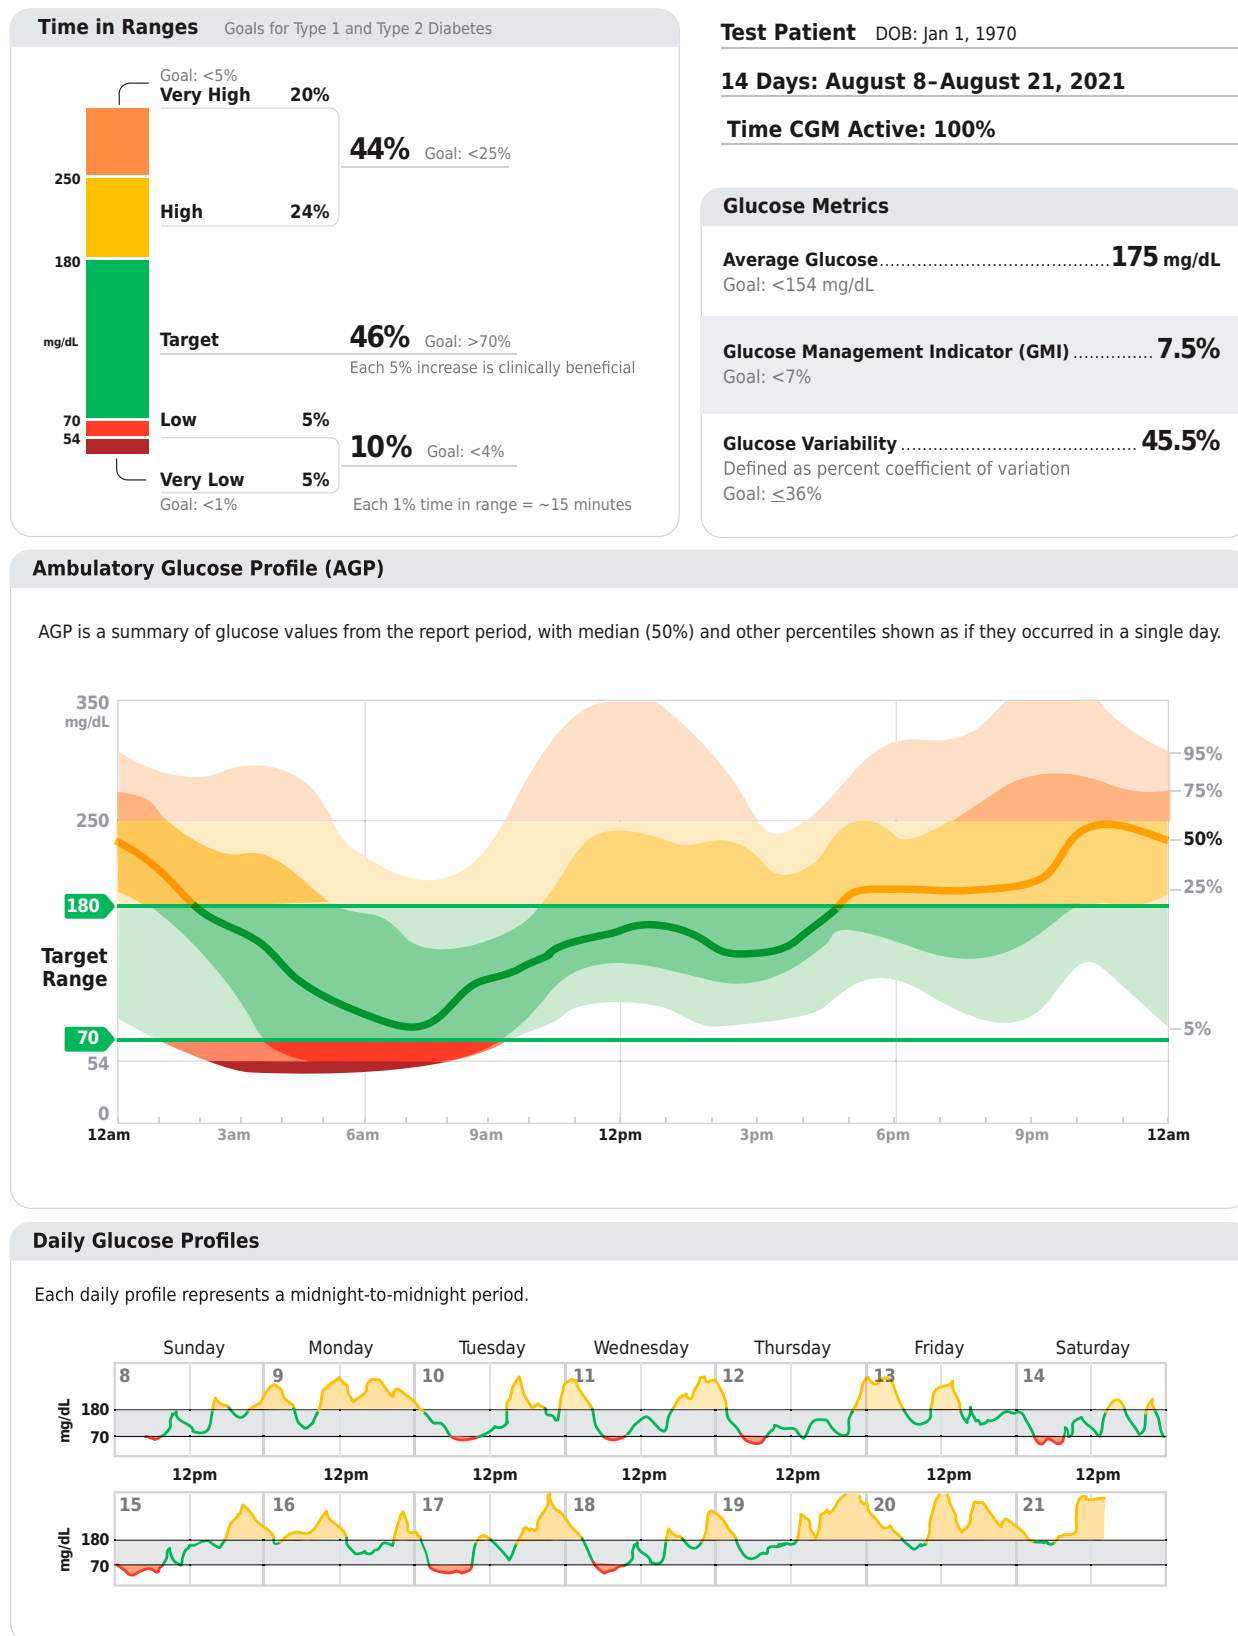 Time in Ranges Goals for Type 1 and Type 2 Diabetes
Goal: <5%
Very High 20%
44% Goal: <25%
250
High 24%
180
mg/dL
Target 46% Goal: >70%
Each 5% increase is clinically beneficial
70
Low 5%
54
10% Goal: <4%
Very Low 5%
Goal: <1%
Each 1% time in range = ~15 minutes
Test Patient DOB: Jan 1, 1970
14 Days: August 8–August 21, 2021
Time CGM Active: 100%
Glucose Metrics
Average Glucose........................................175 mg/dL
Goal: <154 mg/dL
Glucose Management Indicator (GMI)...............7.5%
Goal: <7%
Glucose Variability........................................45.5%
Defined as percent coefficient of variation
Goal: ≤36%
Ambulatory Glucose Profile (AGP)
AGP is a summary of glucose values from the report period, with median (50%) and other percentiles shown as if they occurred in a single day.
350
mg/dL
250
180
Target
Range
70
54
0
95%
75%
50%
25%
5%
12am 3am 6am 9am 12pm 3pm 6pm 9pm 12am
Daily Glucose Profiles
Each daily profile represents a midnight-to-midnight period.
Sunday Monday Tuesday Wednesday Thursday Friday Saturday
8 9 10 11 12 13 14
180
mg/dL
70
12pm 12pm 12pm 12pm 12pm 12pm 12pm
15 16 17 18 19 20 21
180
mg/dL
70